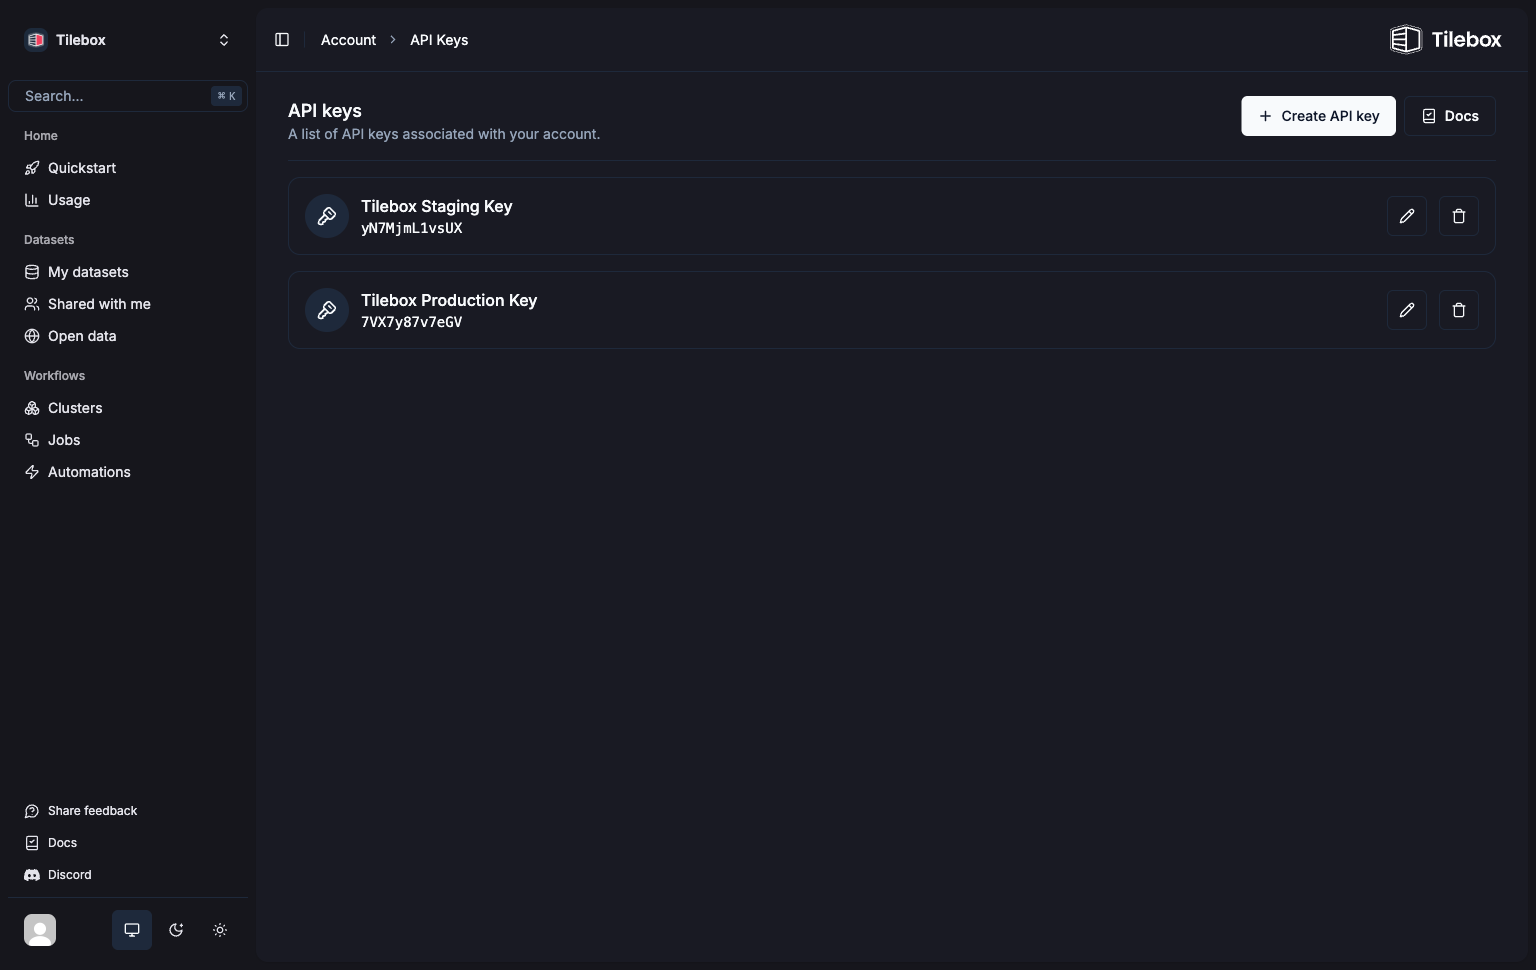 Tilebox
Search...
⌘ K
Home
Quickstart
Usage
Datasets
My datasets
Shared with me
Open data
Workflows
Clusters
Jobs
Automations
Share feedback
Docs
Discord
Account > API Keys
Tilebox
API keys
A list of API keys associated with your account.
+ Create API key
Docs
Tilebox Staging Key
yN7MjmL1vsUX
Tilebox Production Key
7VX7y87v7eGV